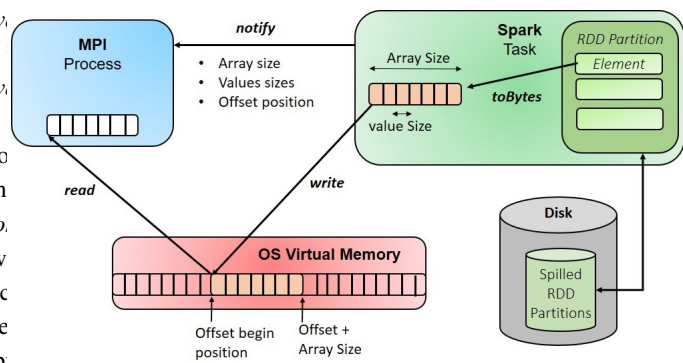 notify
MPI
Process
• Array size
• Values sizes
• Offset position
Spark
Task
Array Size
value Size
toBytes
RDD Partition
Element
read
write
OS Virtual Memory
Offset begin
position
Offset +
Array Size
Disk
Spilled
RDD
Partitions